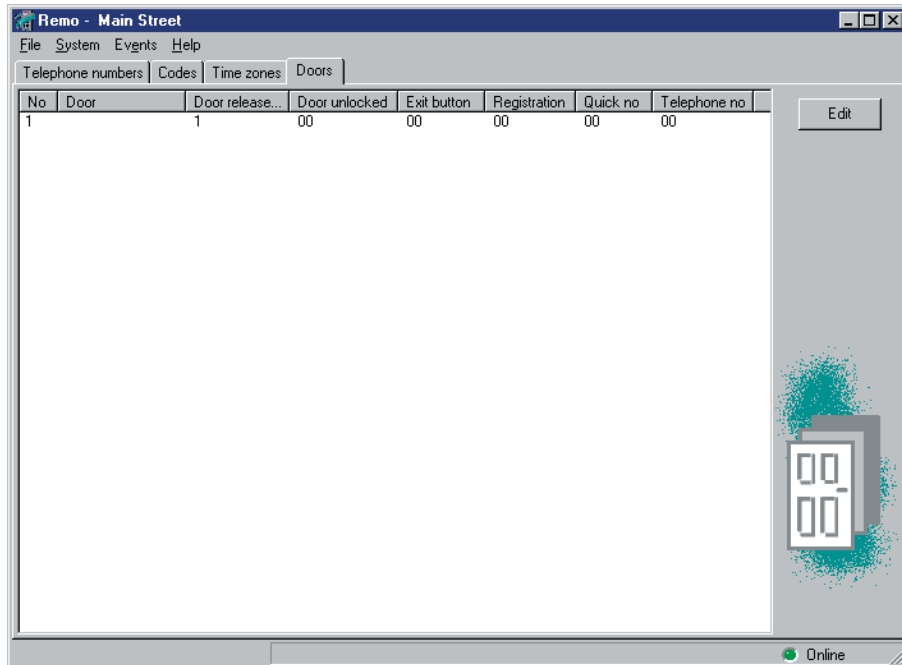 Remo - Main Street
File System Events Help
Telephone numbers Codes Time zones Doors
No Door Door release... Door unlocked Exit button Registration Quick no Telephone no
1 1 00 00 00 00 00
Edit
Online